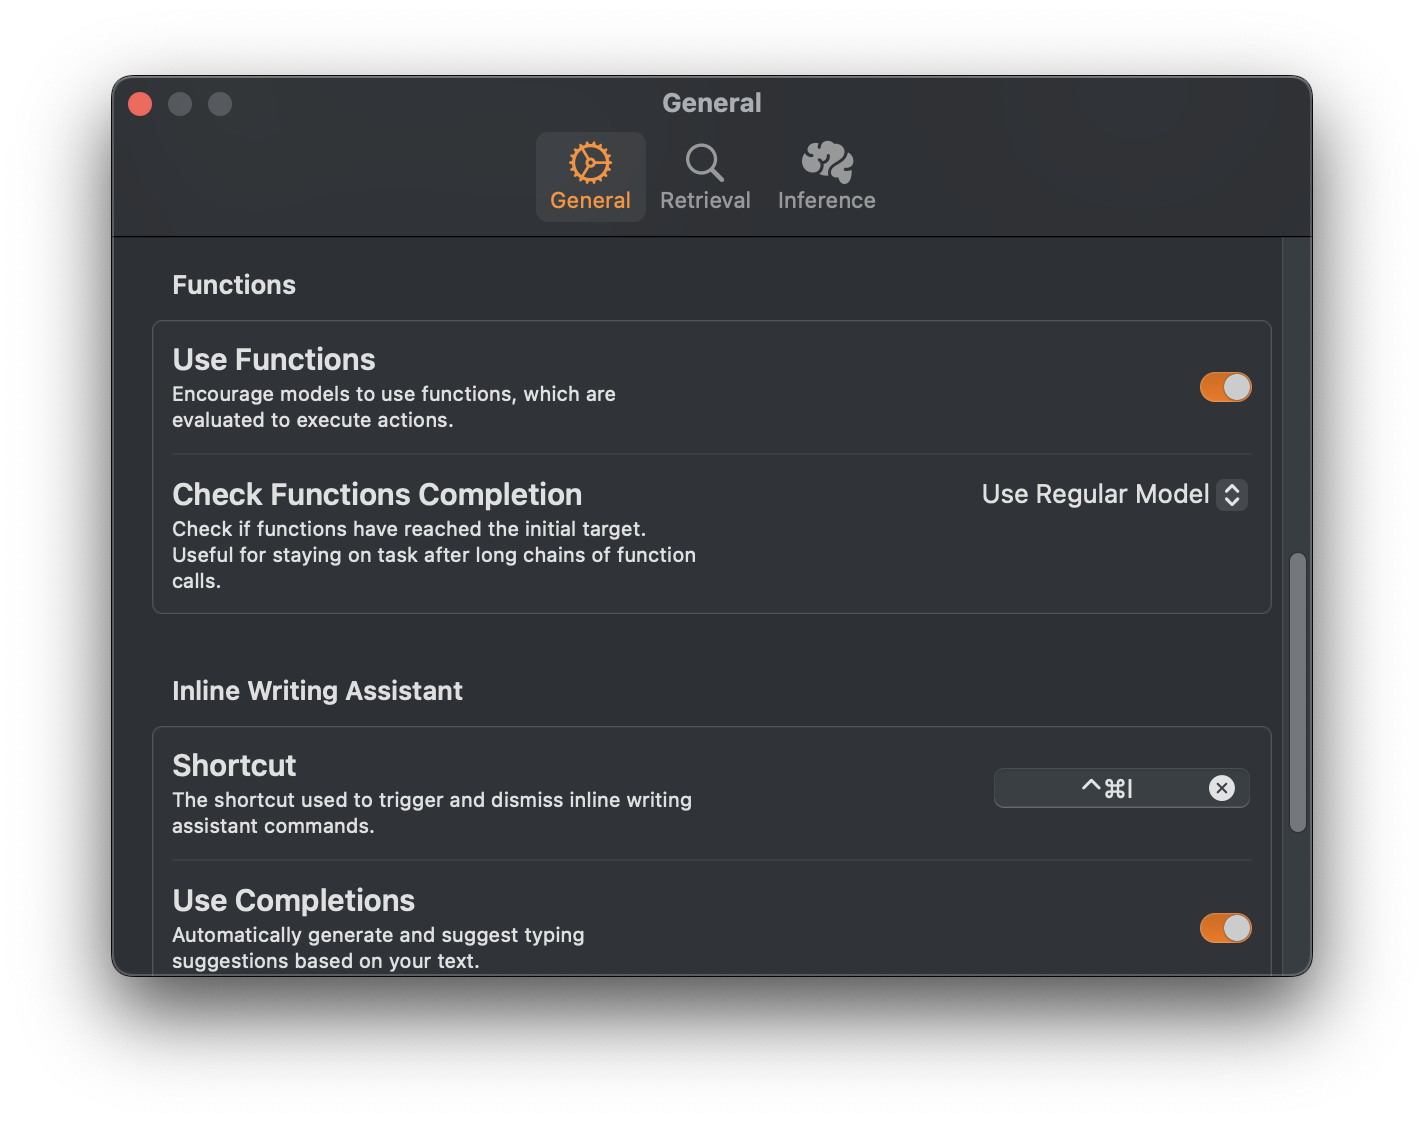 General
General
Retrieval
Inference
Functions
Use Functions
Encourage models to use functions, which are
evaluated to execute actions.
Check Functions Completion
Use Regular Model
Check if functions have reached the initial target.
Useful for staying on task after long chains of function
calls.
Inline Writing Assistant
Shortcut
^⌘I
The shortcut used to trigger and dismiss inline writing
assistant commands.
Use Completions
Automatically generate and suggest typing
suggestions based on your text.